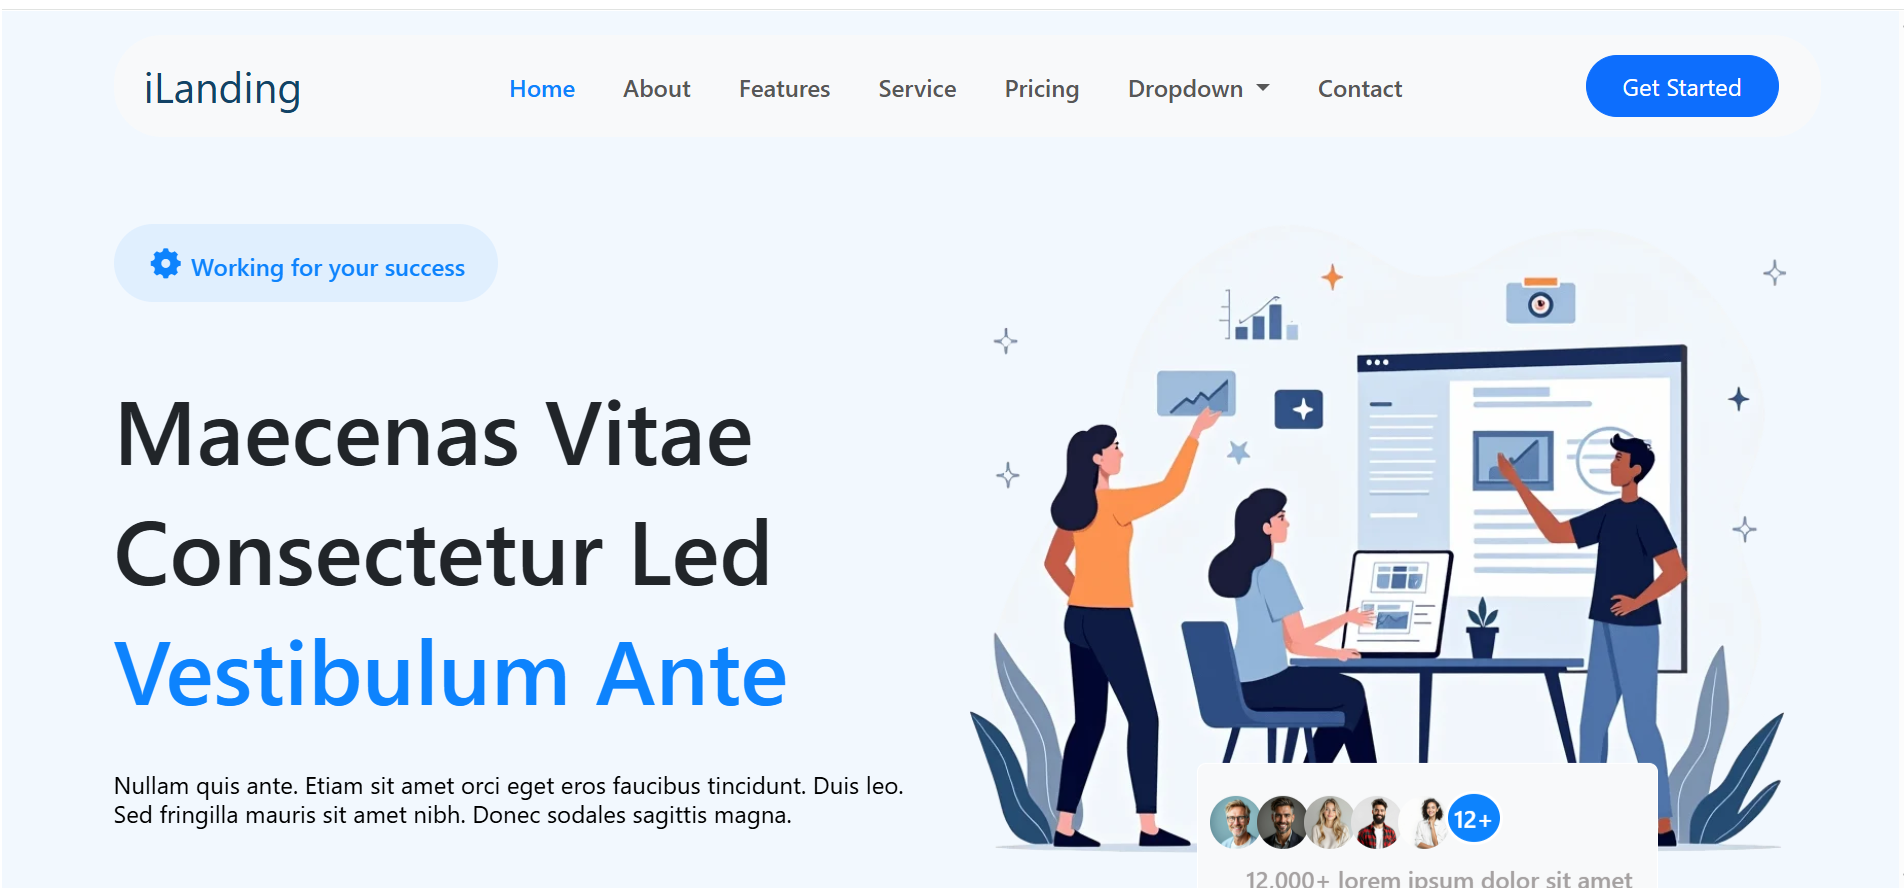 iLanding
Home About Features Service Pricing Dropdown Contact Get Started
Working for your success
Maecenas Vitae
Consectetur Led
Vestibulum Ante
Nullam quis ante. Etiam sit amet orci eget eros faucibus tincidunt. Duis leo.
Sed fringilla mauris sit amet nibh. Donec sodales sagittis magna.
12+
12,000+ lorem ipsum dolor sit amet